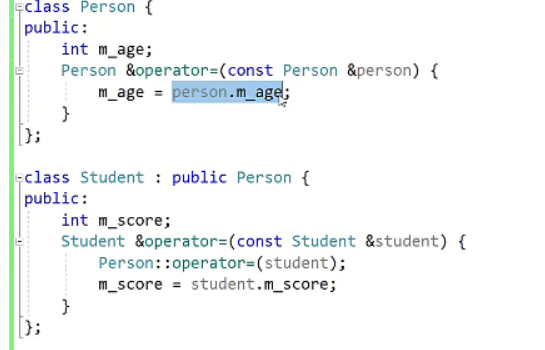 class Person {
public:
    int m_age;
    Person &operator=(const Person &person) {
        m_age = person.m_age;
    }
};

class Student : public Person {
public:
    int m_score;
    Student &operator=(const Student &student) {
        Person::operator=(student);
        m_score = student.m_score;
    }
};